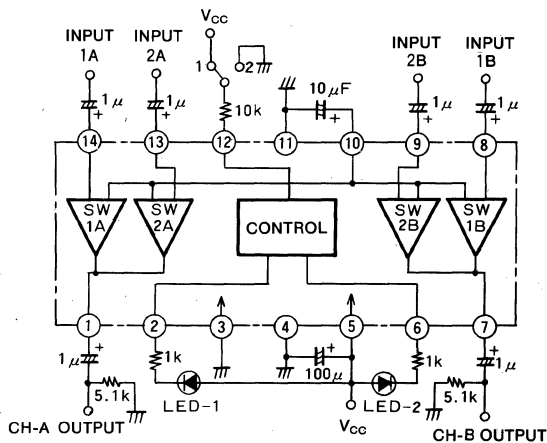 VCC
INPUT 1A
INPUT 2A
1 2
INPUT 2B
INPUT 1B
1μ
+
1μ
+
10k
10μF
+
1μ
+
1μ
+
14 13 12 11 10 9 8
SW 1A
SW 2A
CONTROL
SW 2B
SW 1B
1 2 3 4 5 6 7
1μ
+
1k
100μ
+
1k
+
1μ
5.1k
LED-1
LED-2
5.1k
CH-A OUTPUT
VCC
CH-B OUTPUT